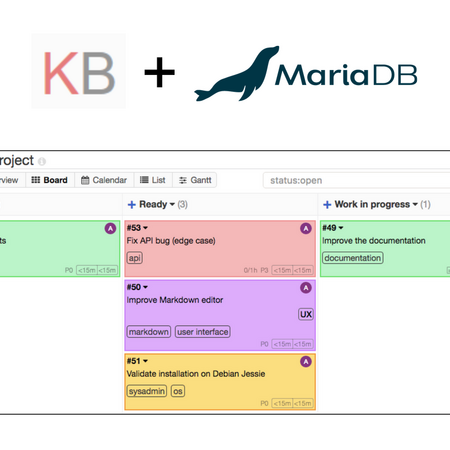 KB + MariaDB
roject
rview Board Calendar List Gantt status:open
Ready (3)
Work in progress (1)
ts
P0 <15m <15m
#53
A
Fix API bug (edge case)
api
0/1h P3 <15m <15m
#50
A
Improve Markdown editor
UX
markdown user interface
P0 <15m <15m
#51
A
Validate installation on Debian Jessie
sysadmin os
P0 <15m <15m
#49
Improve the documentation
documentation